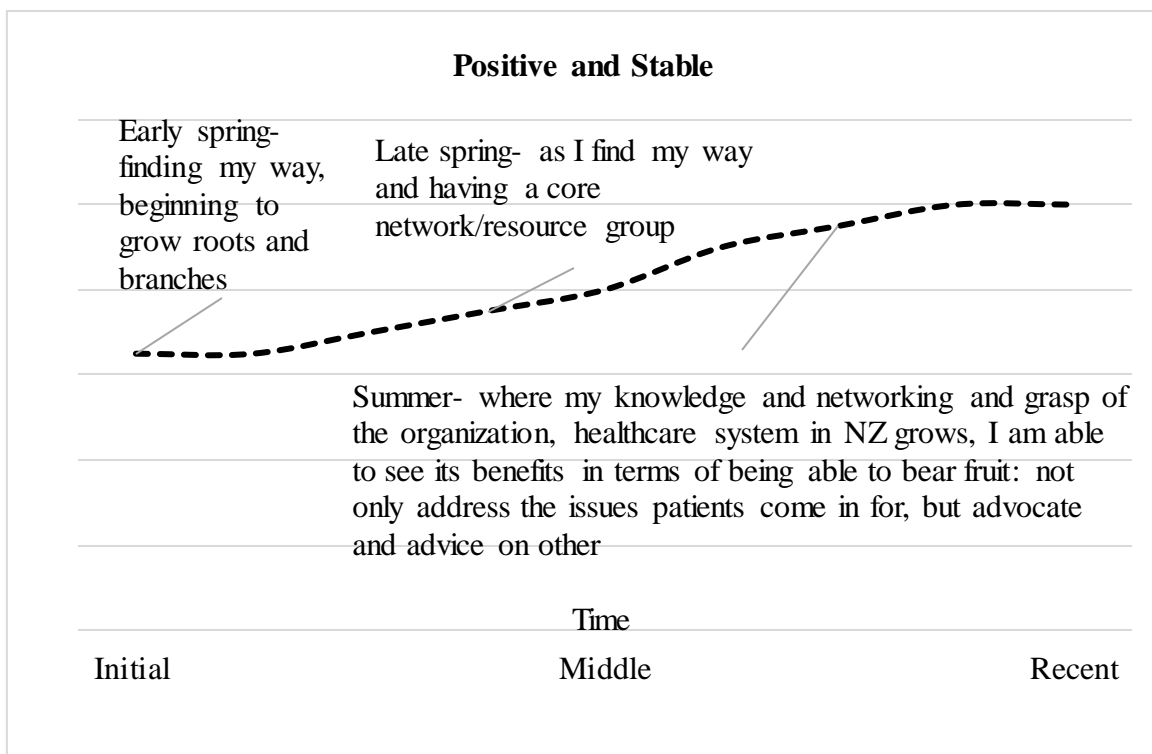 Positive and Stable
Early spring-
finding my way,
beginning to
grow roots and
branches
Late spring- as I find my way
and having a core
network/resource group
Summer- where my knowledge and networking and grasp of
the organization, healthcare system in NZ grows, I am able
to see its benefits in terms of being able to bear fruit: not
only address the issues patients come in for, but advocate
and advice on other
Time
Initial
Middle
Recent